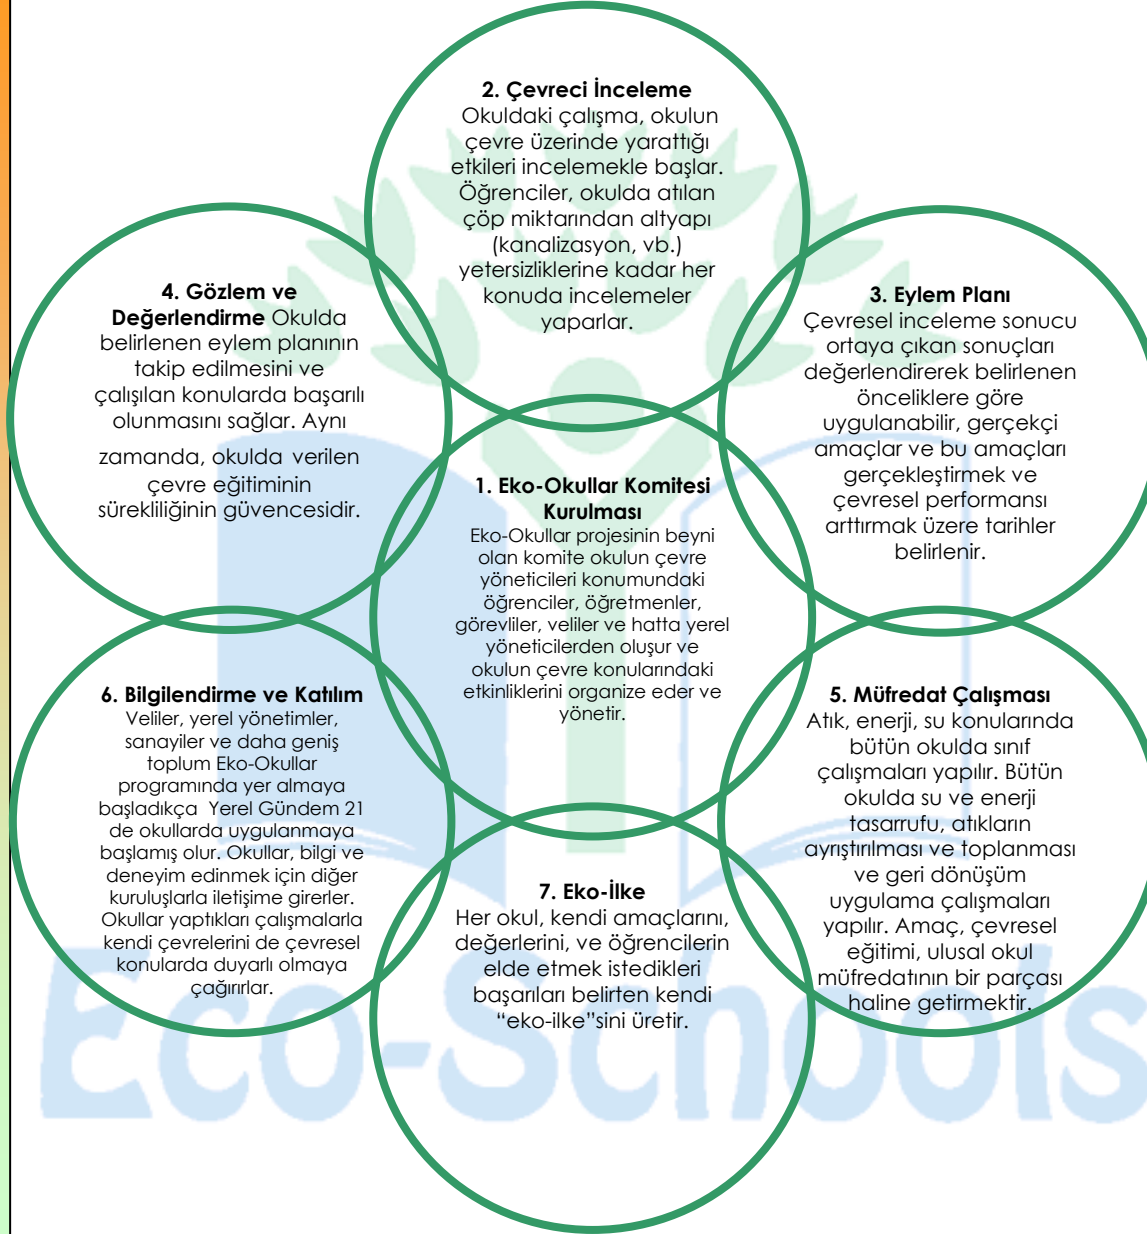 2. Çevreci İnceleme
Okuldaki çalışma, okulun
çevre üzerinde yarattığı
etkileri incelemekle başlar.
Öğrenciler, okulda atılan
çöp miktarından altyapı
(kanalizasyon, vb.)
yetersizliklerine kadar her
konuda incelemeler
yaparlar.
4. Gözlem ve
Değerlendirme Okulda
belirlenen eylem planının
takip edilmesini ve
çalışılan konularda başarılı
olunmasını sağlar. Aynı
zamanda, okulda verilen
çevre eğitiminin
sürekliliğinin güvencesidir.
3. Eylem Planı
Çevresel inceleme sonucu
ortaya çıkan sonuçları
değerlendirerek belirlenen
önceliklere göre
uygulanabilir, gerçekçi
amaçlar ve bu amaçları
gerçekleştirmek ve
çevresel performansı
arttırmak üzere tarihler
belirlenir.
1. Eko-Okullar Komitesi
Kurulması
Eko-Okullar projesinin beyni
olan komite okulun çevre
yöneticileri konumundaki
öğrenciler, öğretmenler,
görevliler, veliler ve hatta yerel
yöneticilerden oluşur ve
okulun çevre konularındaki
etkinliklerini organize eder ve
yönetir.
6. Bilgilendirme ve Katılım
Veliler, yerel yönetimler,
sanayiler ve daha geniş
toplum Eko-Okullar
programında yer almaya
başladıkça Yerel Gündem 21
de okullarda uygulanmaya
başlamış olur. Okullar, bilgi ve
deneyim edinmek için diğer
kuruluşlarla iletişime girerler.
Okullar yaptıkları çalışmalarla
kendi çevrelerini de çevresel
konularda duyarlı olmaya
çağırırlar.
5. Müfredat Çalışması
Atık, enerji, su konularında
bütün okulda sınıf
çalışmaları yapılır. Bütün
okulda su ve enerji
tasarrufu, atıkların
ayrıştırılması ve toplanması
ve geri dönüşüm
uygulama çalışmaları
yapılır. Amaç, çevresel
eğitimi, ulusal okul
müfredatının bir parçası
haline getirmektir.
7. Eko-İlke
Her okul, kendi amaçlarını,
değerlerini, ve öğrencilerin
elde etmek istedikleri
başarıları belirten kendi
“eko-ilke”sini üretir.
Eco-Schools